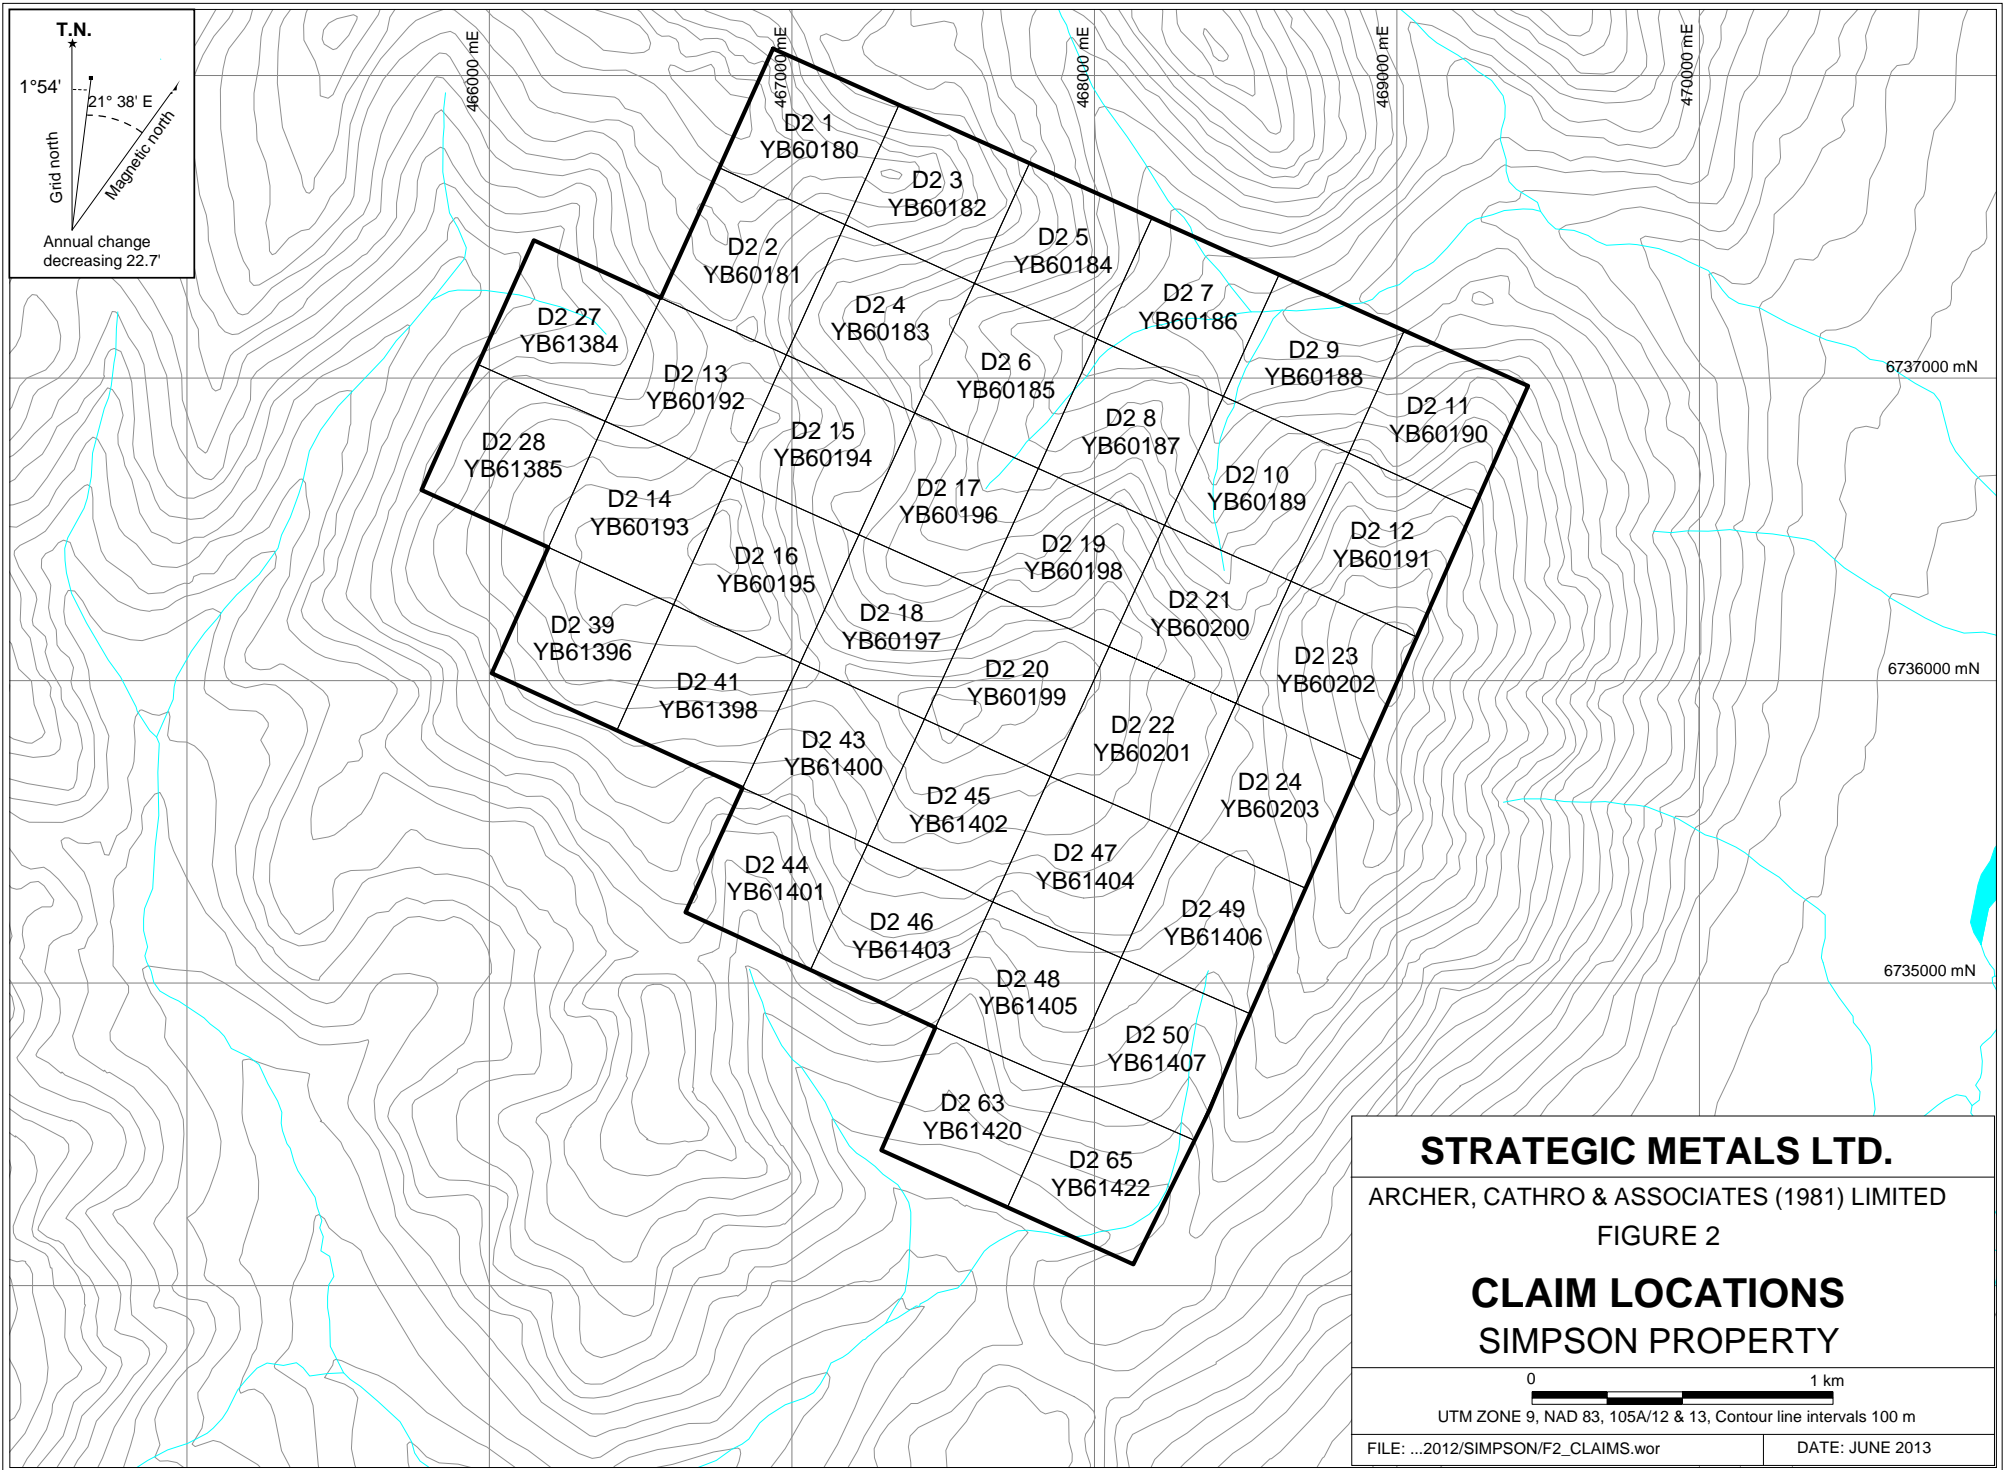 T.N.
1°54'
21° 38' E
Grid north
Magnetic north
Annual change
decreasing 22.7'
466000 mE
467000 mE
468000 mE
469000 mE
470000 mE
6737000 mN
6736000 mN
6735000 mN
D2 1
YB60180
D2 3
YB60182
D2 2
YB60181
D2 5
YB60184
D2 4
YB60183
D2 7
YB60186
D2 27
YB61384
D2 6
YB60185
D2 9
YB60188
D2 13
YB60192
D2 8
YB60187
D2 11
YB60190
D2 28
YB61385
D2 15
YB60194
D2 10
YB60189
D2 14
YB60193
D2 17
YB60196
D2 12
YB60191
D2 16
YB60195
D2 19
YB60198
D2 21
YB60200
D2 39
YB61396
D2 18
YB60197
D2 23
YB60202
D2 41
YB61398
D2 20
YB60199
D2 43
YB61400
D2 22
YB60201
D2 24
YB60203
D2 45
YB61402
D2 44
YB61401
D2 47
YB61404
D2 46
YB61403
D2 49
YB61406
D2 48
YB61405
D2 50
YB61407
D2 63
YB61420
D2 65
YB61422
STRATEGIC METALS LTD.
ARCHER, CATHRO & ASSOCIATES (1981) LIMITED
FIGURE 2
CLAIM LOCATIONS
SIMPSON PROPERTY
0 1 km
UTM ZONE 9, NAD 83, 105A/12 & 13, Contour line intervals 100 m
FILE: ...2012/SIMPSON/F2_CLAIMS.wor
DATE: JUNE 2013